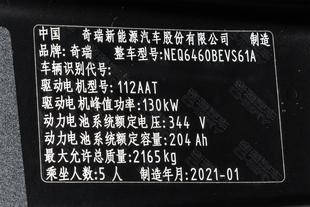 中国 奇瑞新能源汽车股份有限公司 制造
品牌:奇瑞 整车型号:NEQ6460BEVS61A
车辆识别代号:
驱动电机型号:112AAT
驱动电机峰值功率:130kW
动力电池系统额定电压:344 V
动力电池系统额定容量:204 Ah
最大允许总质量:2165kg
乘坐人数:5人 制造年月:2021-01